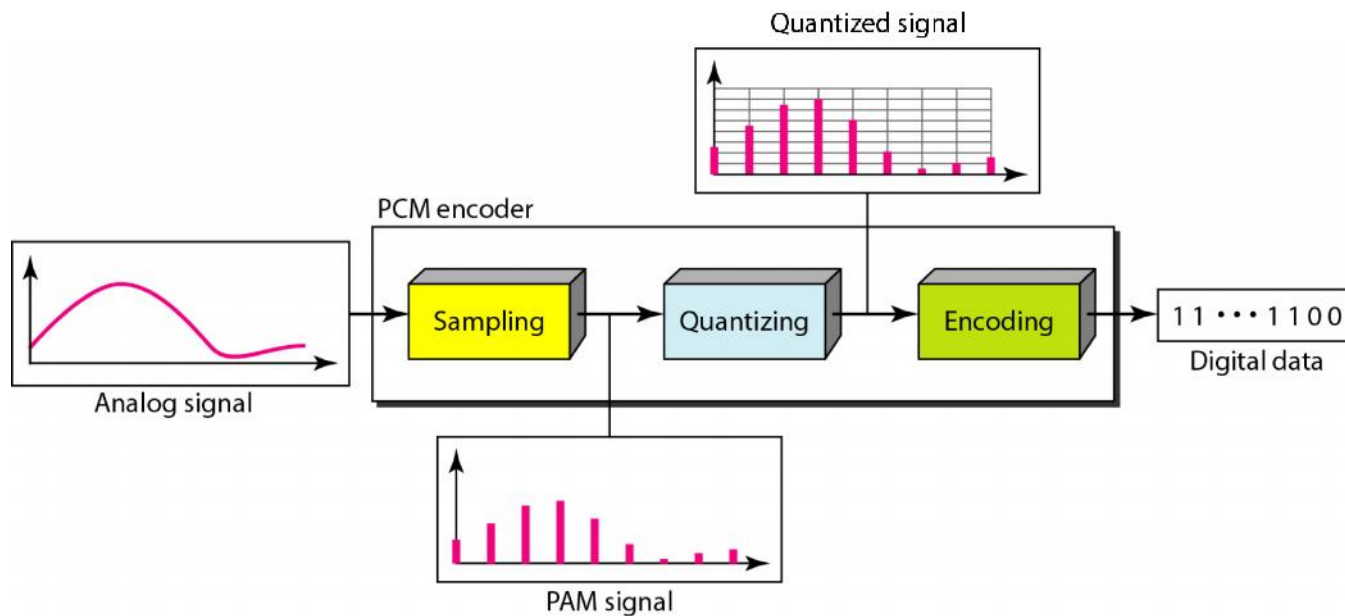 Quantized signal
PCM encoder
Sampling
Quantizing
Encoding
11 ··· 1100
Digital data
Analog signal
PAM signal